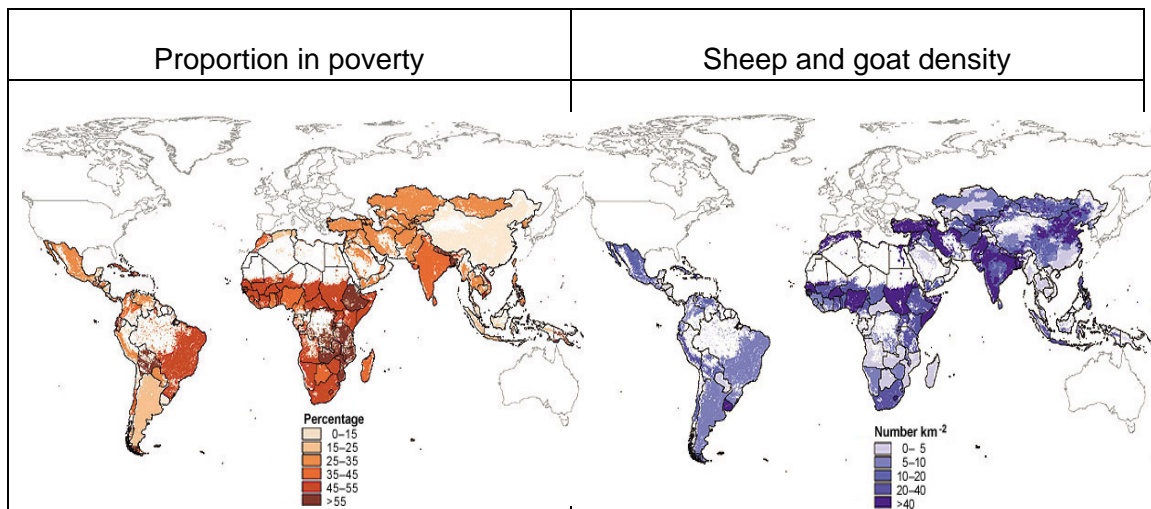 Proportion in poverty
Sheep and goat density
Percentage
0–15
15–25
25–35
35–45
45–55
>55
Number km⁻²
0– 5
5–10
10–20
20–40
>40